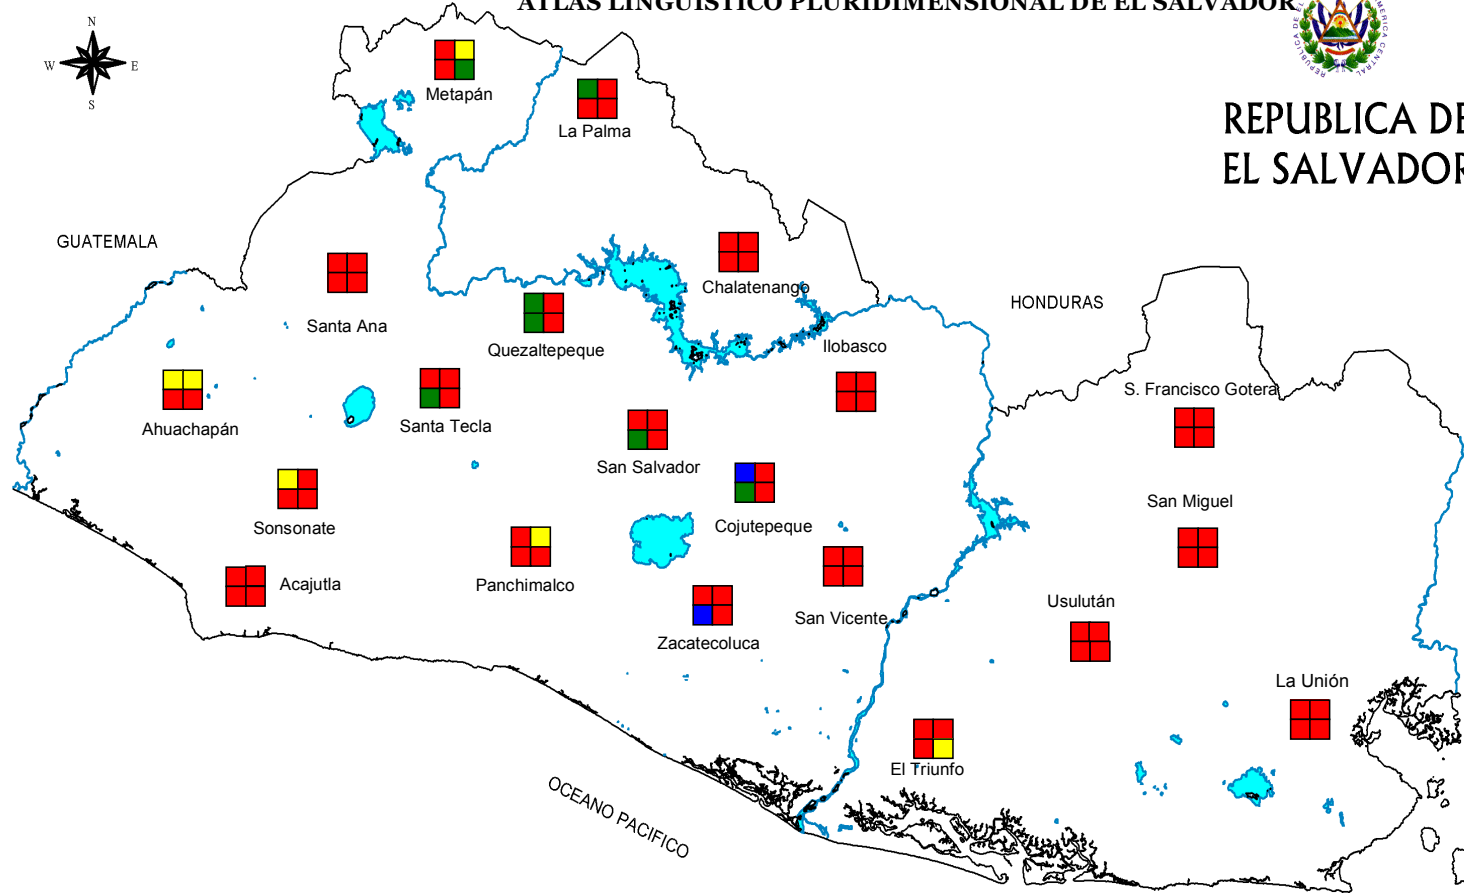 ATLAS LINGÜÍSTICO PLURIDIMENSIONAL DE EL SALVADOR
N
W E
S
REPUBLICA DE
EL SALVADOR
Metapán
La Palma
GUATEMALA
Santa Ana
Chalatenango
HONDURAS
Quezaltepeque
Ilobasco
S. Francisco Gotera
Ahuachapán
Santa Tecla
San Salvador
San Miguel
Sonsonate
Cojutepeque
Acajutla
Panchimalco
Usulután
San Vicente
Zacatecoluca
La Unión
El Triunfo
OCEANO PACIFICO